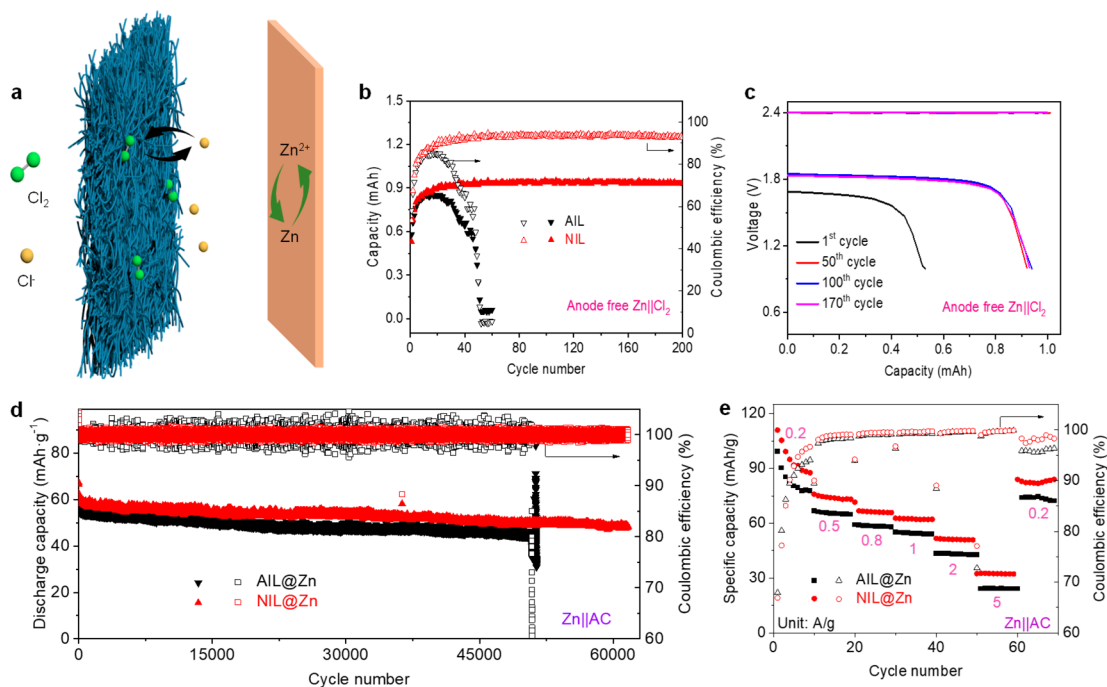 a
Cl2
Cl-
Zn2+
Zn
b
Capacity (mAh)
1.5
1.2
0.9
0.6
0.3
0.0
0
40
80
120
160
200
Cycle number
100
90
80
70
60
50
40
30
20
10
0
Coulombic efficiency (%)
AIL
NIL
Anode free Zn||Cl2
c
Voltage (V)
2.4
1.8
1.2
0.6
0.0
0.2
0.4
0.6
0.8
1.0
Capacity (mAh)
1st cycle
50th cycle
100th cycle
170th cycle
Anode free Zn||Cl2
d
Discharge capacity (mAh·g-1)
80
60
40
20
0
0
15000
30000
45000
60000
Cycle number
100
90
80
70
60
Coulombic efficiency (%)
AIL@Zn
NIL@Zn
Zn||AC
e
Specific capacity (mAh/g)
120
90
60
30
0
0
20
40
60
Cycle number
100
90
80
70
60
Coulombic efficiency (%)
0.2
0.5
0.8
1
2
5
0.2
AIL@Zn
NIL@Zn
Unit: A/g
Zn||AC